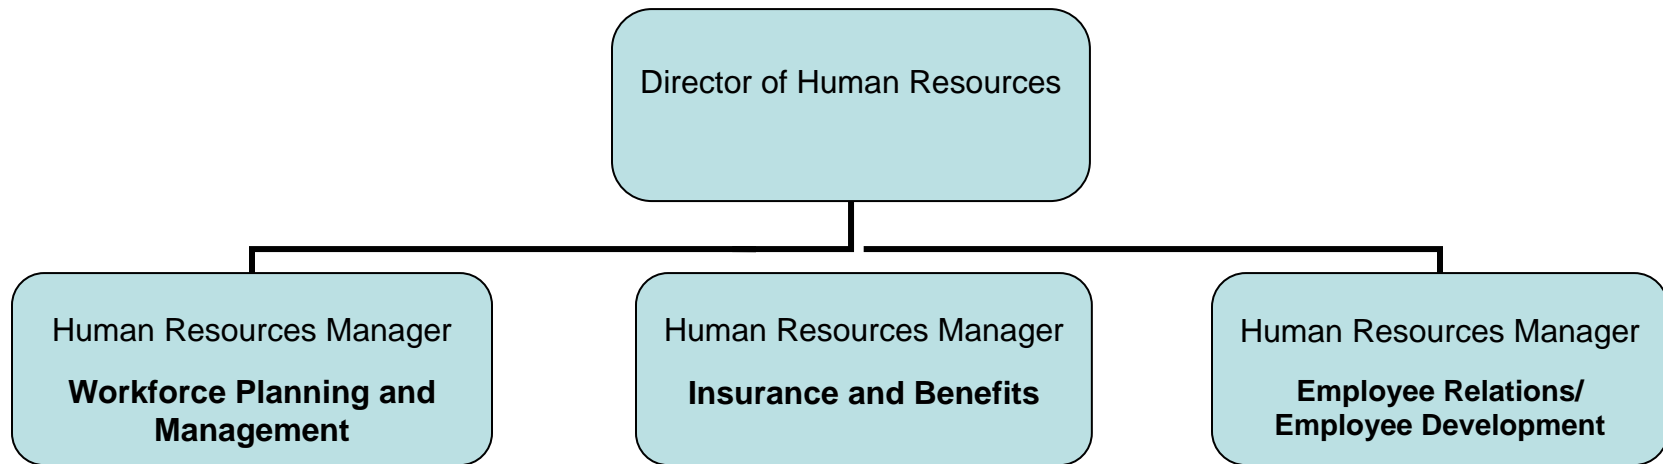 Director of Human Resources
Human Resources Manager
Workforce Planning and
Management
Human Resources Manager
Insurance and Benefits
Human Resources Manager
Employee Relations/
Employee Development